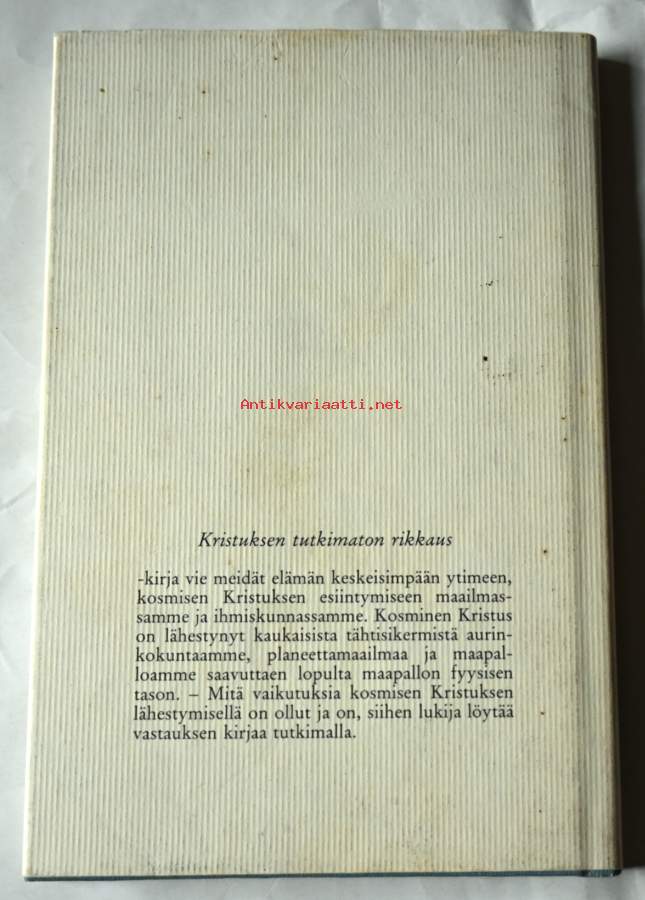 Antikvariaatti.net
Kristuksen tutkimaton rikkaus
-kirja vie meidät elämän keskeisimpään ytimeen,
kosmisen Kristuksen esiintymiseen maailmas-
samme ja ihmiskunnassamme. Kosminen Kristus
on lähestynyt kaukaisista tähtisikermistä aurin-
kokuntaamme, planeettamaailmaa ja maapal-
loamme saavuttaen lopulta maapallon fyysisen
tason. – Mitä vaikutuksia kosmisen Kristuksen
lähestymisellä on ollut ja on, siihen lukija löytää
vastauksen kirjaa tutkimalla.